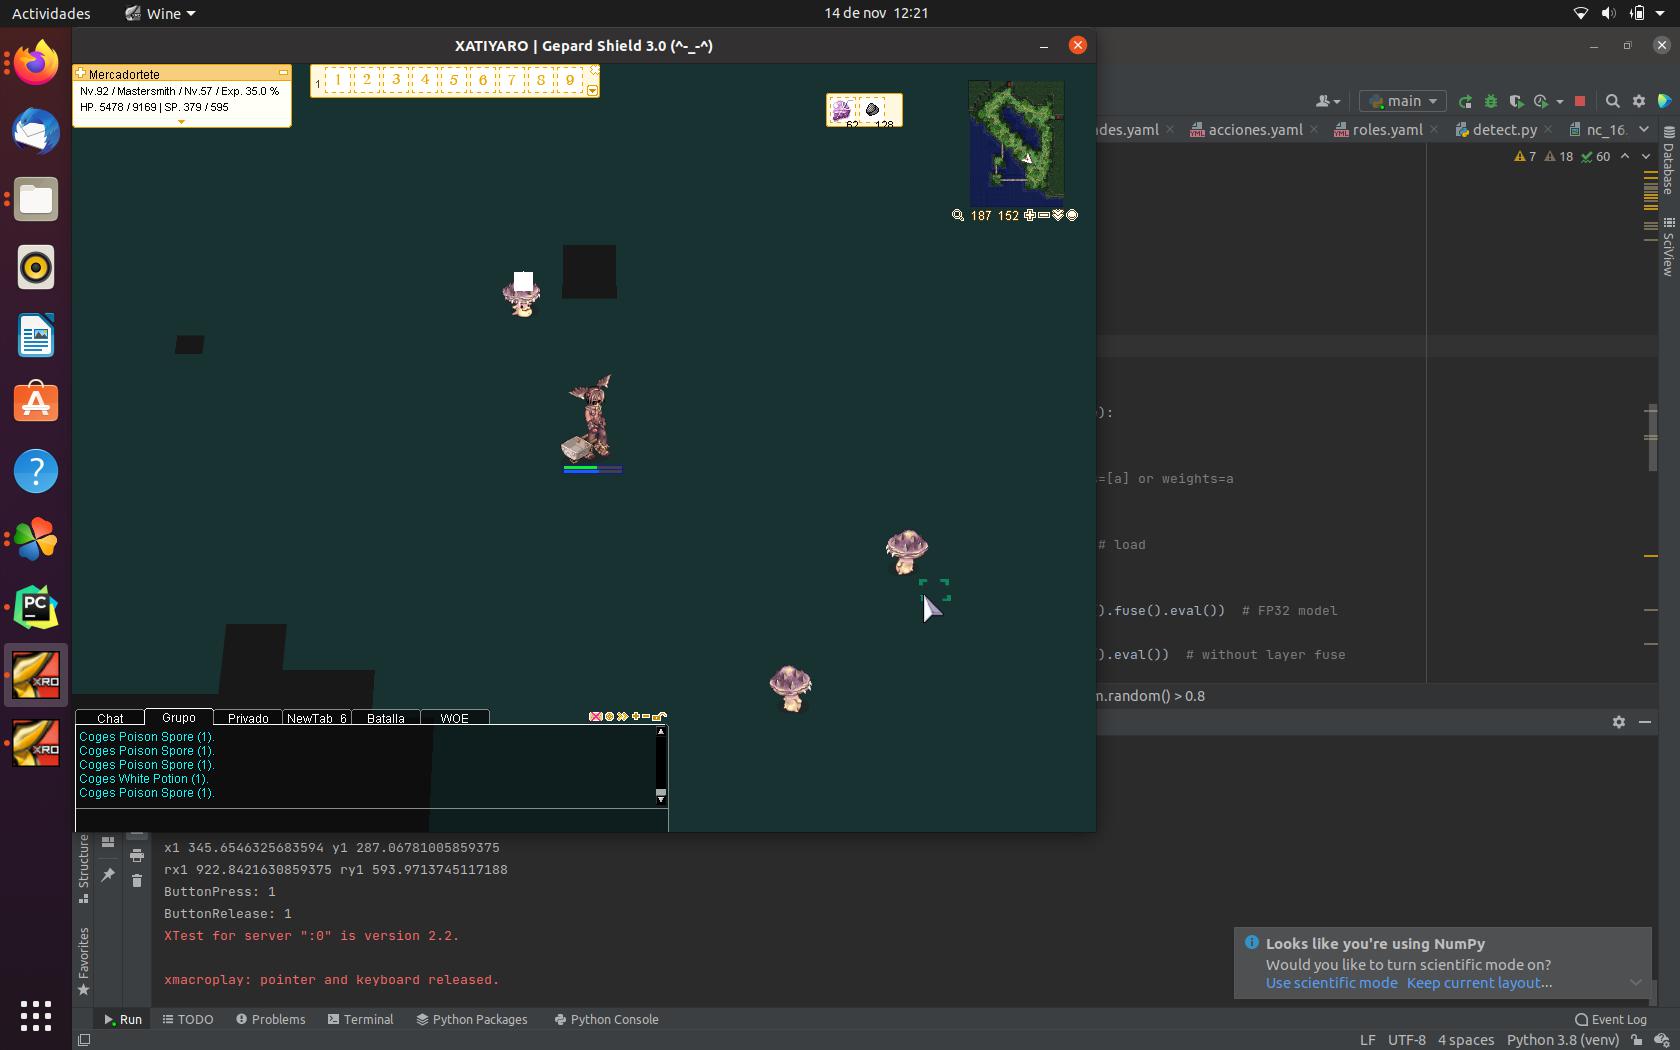 Actividades
Wine
14 de nov 12:21
XATIYARO | Gepard Shield 3.0 (^-_-^)
Mercadortete
Nv.92 / Mastersmith / Nv.57 / Exp. 35.0 %
HP. 5478 / 9169 | SP. 379 / 595
1
1 2 3 4 5 6 7 8 9
62 128
187 152
main
des.yaml
acciones.yaml
roles.yaml
detect.py
nc_16.
7 18 60
Database
SciView
):
=[a] or weights=a
# load
).fuse().eval()) # FP32 model
).eval()) # without layer fuse
m.random() > 0.8
PC
XRO
XRO
Chat Grupo Privado NewTab_6 Batalla WOE
Coges Poison Spore (1).
Coges Poison Spore (1).
Coges Poison Spore (1).
Coges White Potion (1).
Coges Poison Spore (1).
Structure
Favorites
x1 345.6546325683594 y1 287.06781005859375
rx1 922.8421630859375 ry1 593.9713745117188
ButtonPress: 1
ButtonRelease: 1
XTest for server ":0" is version 2.2.
xmacroplay: pointer and keyboard released.
Looks like you're using NumPy
Would you like to turn scientific mode on?
Use scientific mode Keep current layout...
Run
TODO
Problems
Terminal
Python Packages
Python Console
Event Log
LF UTF-8 4 spaces Python 3.8 (venv)